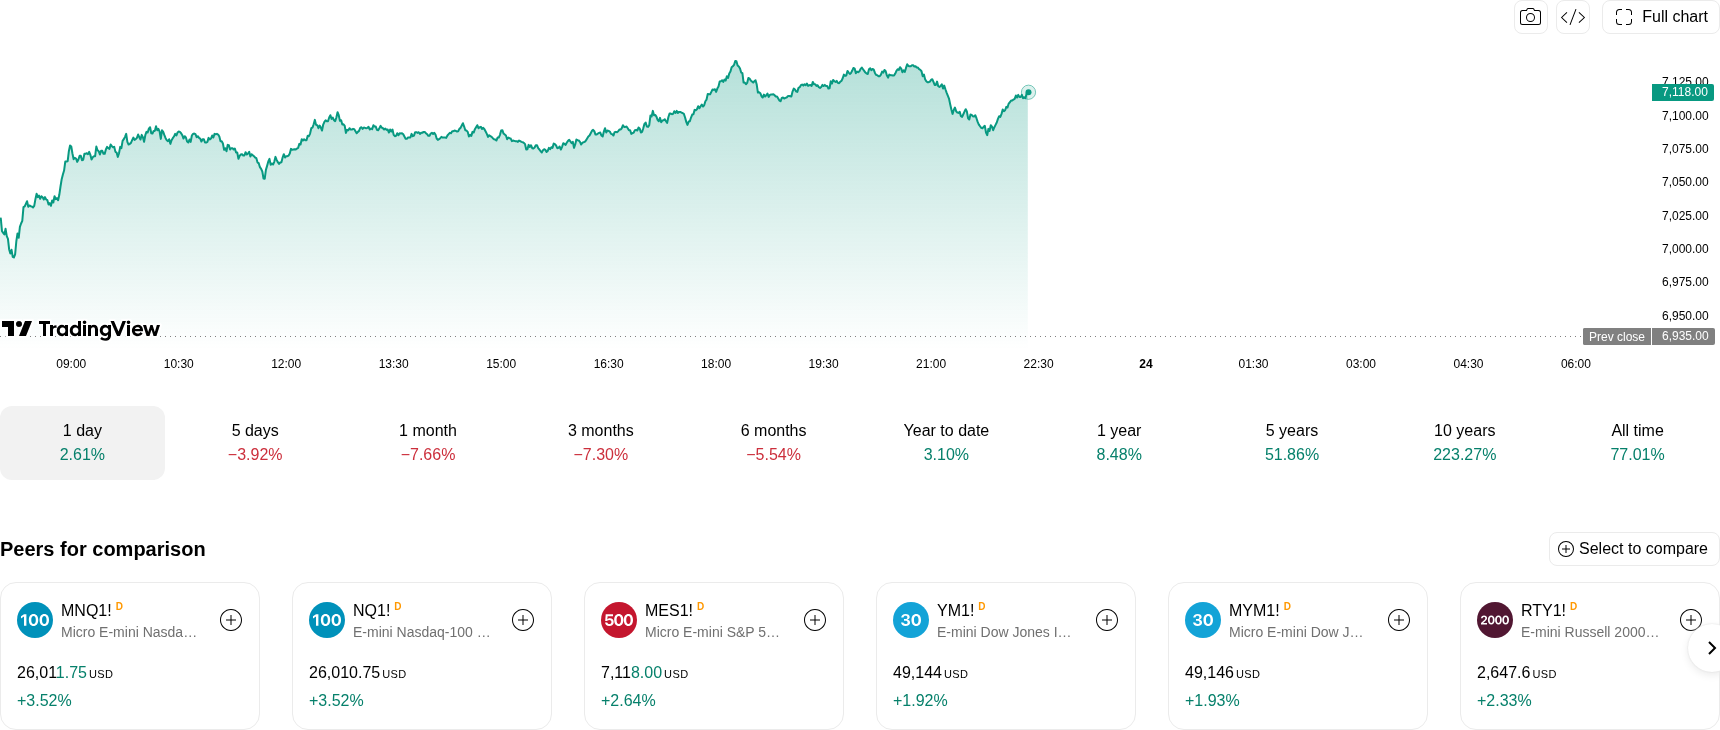 Full chart
7,125.00
7,118.00
7,100.00
7,075.00
7,050.00
7,025.00
7,000.00
6,975.00
6,950.00
TradingView
Prev close 6,935.00
09:00 10:30 12:00 13:30 15:00 16:30 18:00 19:30 21:00 22:30 24 01:30 03:00 04:30 06:00
1 day 5 days 1 month 3 months 6 months Year to date 1 year 5 years 10 years All time
2.61% −3.92% −7.66% −7.30% −5.54% 3.10% 8.48% 51.86% 223.27% 77.01%
Peers for comparison
Select to compare
100 MNQ1! D
Micro E-mini Nasda…
26,011.75 USD
+3.52%
100 NQ1! D
E-mini Nasdaq-100 …
26,010.75 USD
+3.52%
500 MES1! D
Micro E-mini S&P 5…
7,118.00 USD
+2.64%
30 YM1! D
E-mini Dow Jones I…
49,144 USD
+1.92%
30 MYM1! D
Micro E-mini Dow J…
49,146 USD
+1.93%
2000 RTY1! D
E-mini Russell 2000…
2,647.6 USD
+2.33%